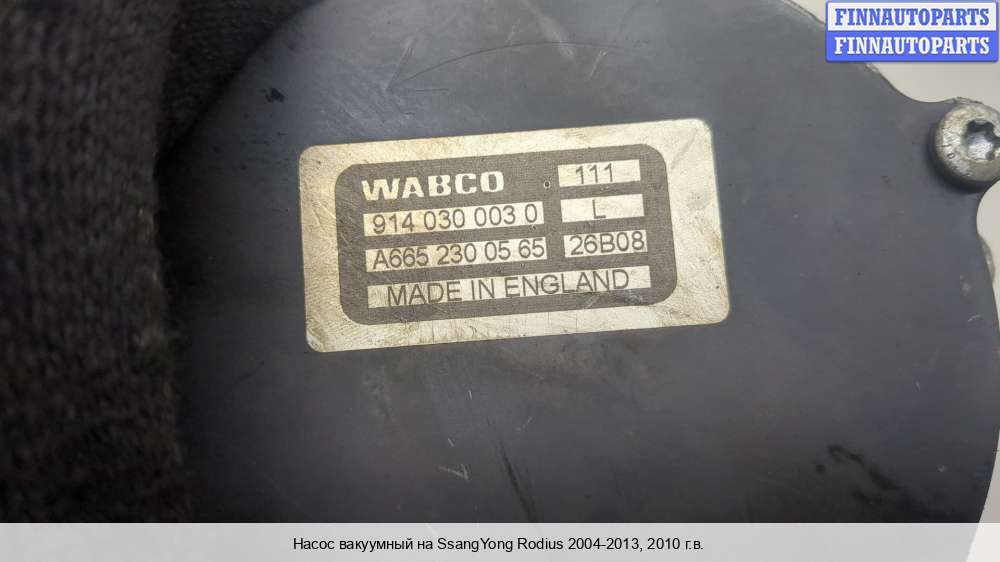 FINNAUTOPARTS
FINNAUTOPARTS
WABCO 111
914 030 003 0 L
A665 230 05 65 26B08
MADE IN ENGLAND
Насос вакуумный на SsangYong Rodius 2004-2013, 2010 г.в.